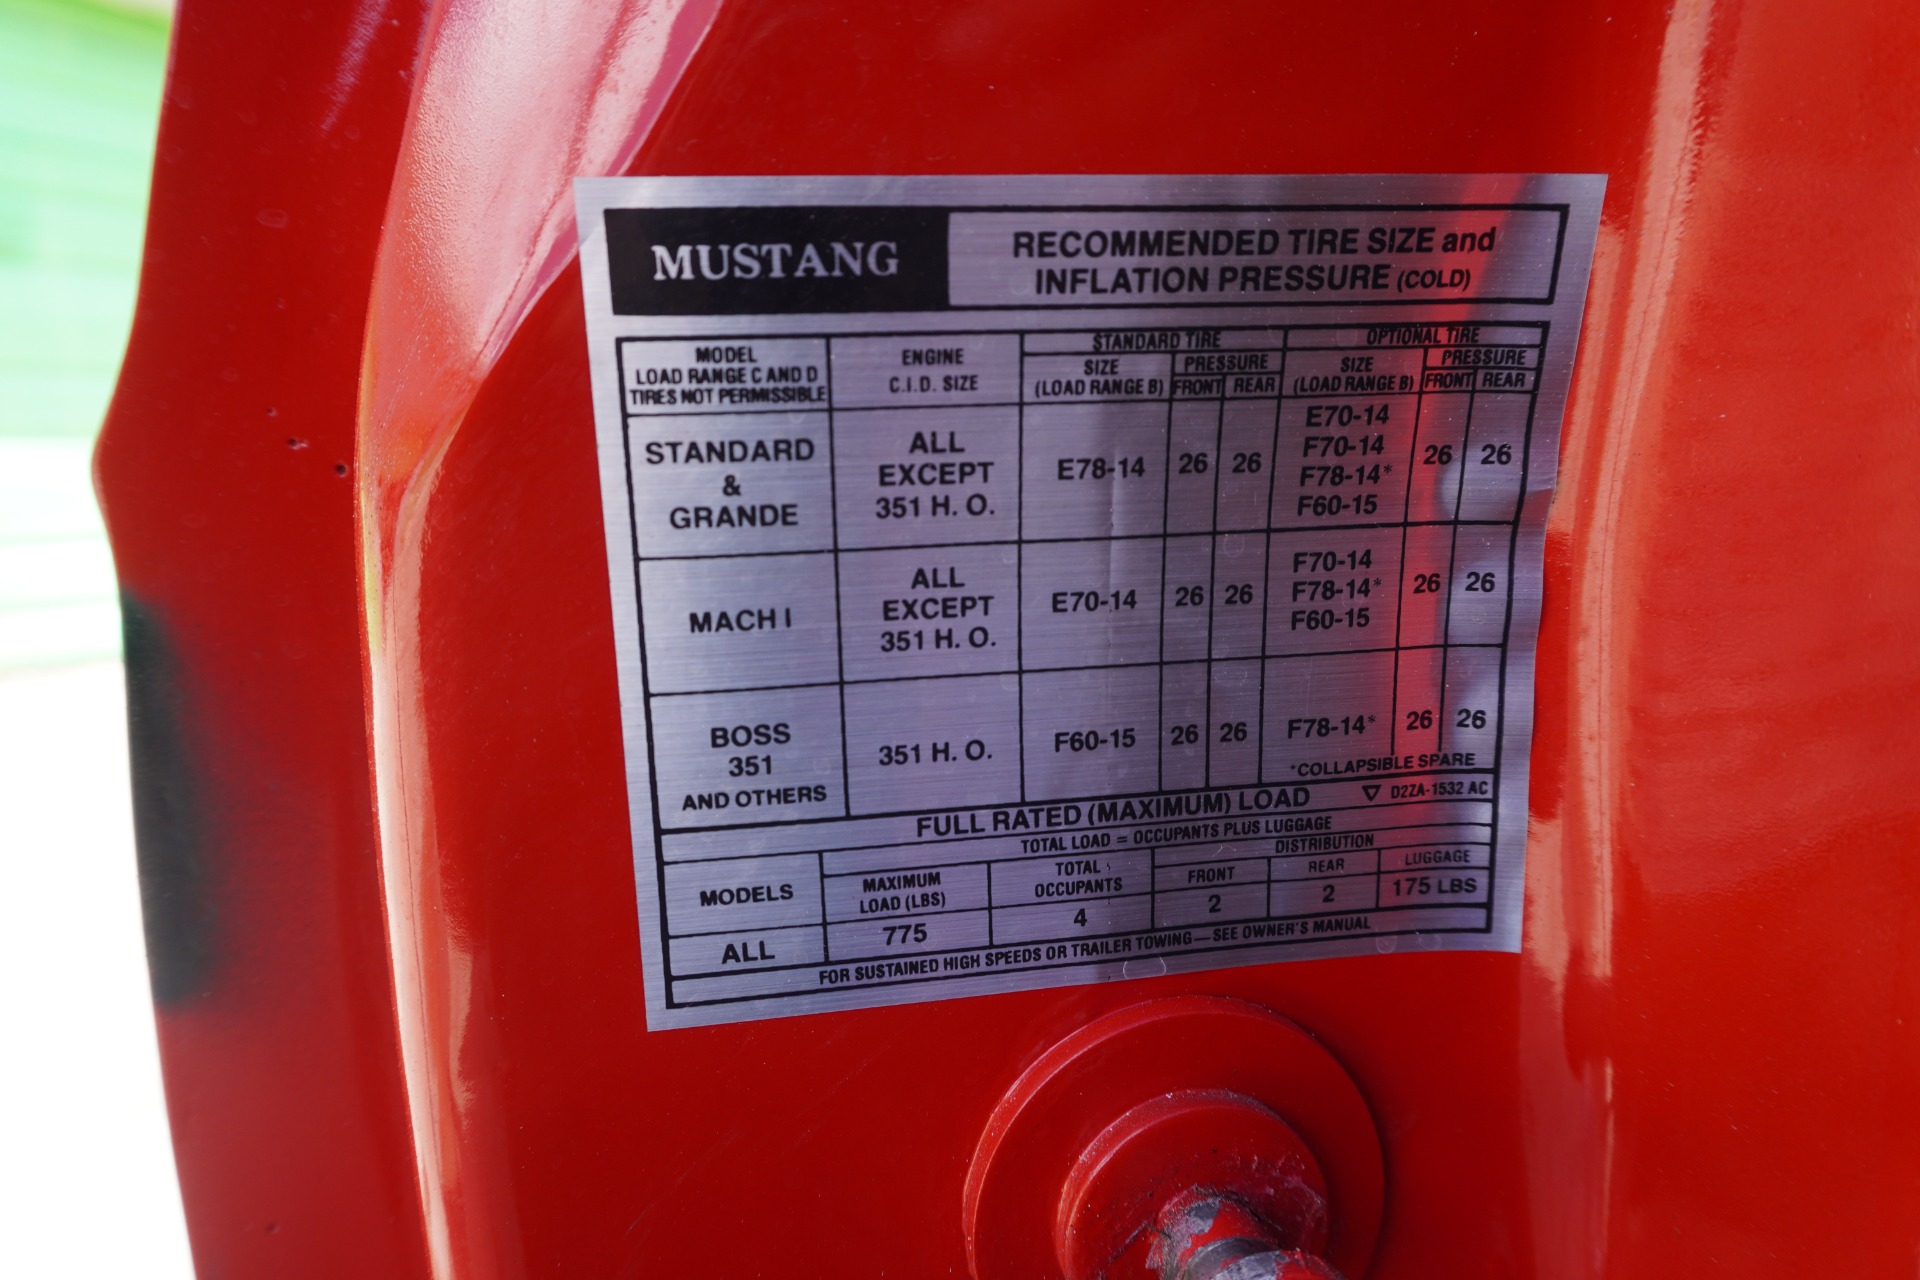 MUSTANG
RECOMMENDED TIRE SIZE and
INFLATION PRESSURE (COLD)
MODEL
LOAD RANGE C AND D
TIRES NOT PERMISSIBLE
ENGINE
C.I.D. SIZE
STANDARD TIRE
SIZE
(LOAD RANGE B)
PRESSURE
FRONT REAR
OPTIONAL TIRE
SIZE
(LOAD RANGE B)
PRESSURE
FRONT REAR
STANDARD
&
GRANDE
ALL
EXCEPT
351 H. O.
E78-14
26 26
E70-14
F70-14
F78-14*
F60-15
26 26
MACH I
ALL
EXCEPT
351 H. O.
E70-14
26 26
F70-14
F78-14*
F60-15
26 26
BOSS
351
AND OTHERS
351 H. O.
F60-15
26 26
F78-14*
26 26
*COLLAPSIBLE SPARE
FULL RATED (MAXIMUM) LOAD
▽ D2ZA-1532 AC
TOTAL LOAD = OCCUPANTS PLUS LUGGAGE
MODELS
MAXIMUM
LOAD (LBS)
TOTAL
OCCUPANTS
DISTRIBUTION
FRONT REAR LUGGAGE
ALL 775 4 2 2 175 LBS
FOR SUSTAINED HIGH SPEEDS OR TRAILER TOWING—SEE OWNER'S MANUAL